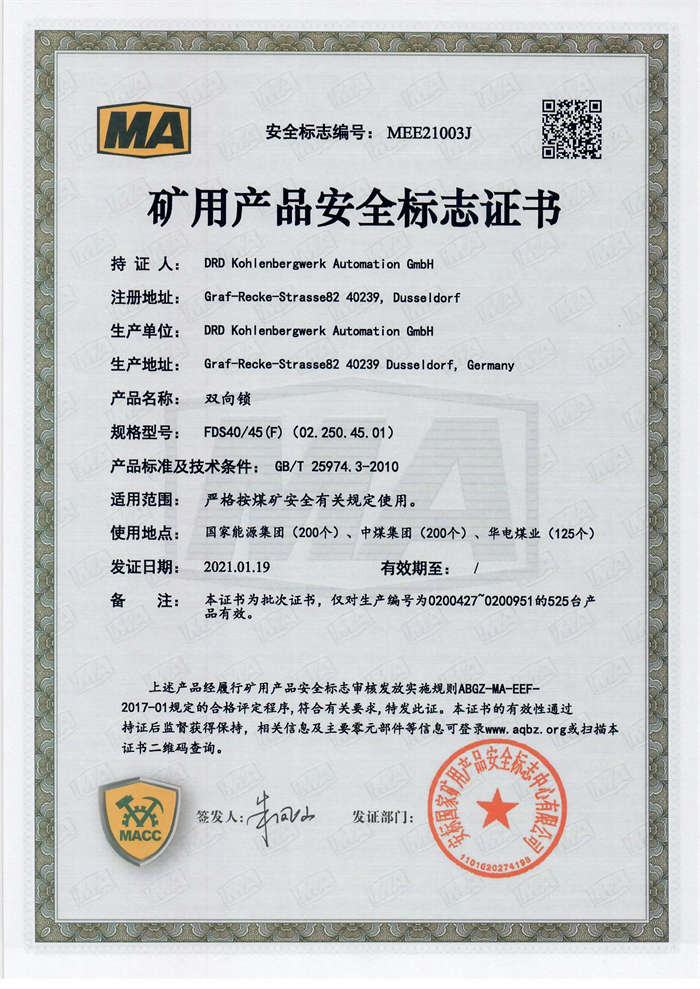 MA
安全标志编号： MEE21003J
矿用产品安全标志证书
持 证 人： DRD Kohlenbergwerk Automation GmbH
注册地址： Graf-Recke-Strasse82 40239, Dusseldorf
生产单位： DRD Kohlenbergwerk Automation GmbH
生产地址： Graf-Recke-Strasse82 40239 Dusseldorf, Germany
产品名称： 双向锁
规格型号： FDS40/45(F)（02.250.45.01）
产品标准及技术条件： GB/T 25974.3-2010
适用范围： 严格按煤矿安全有关规定使用。
使用地点： 国家能源集团（200个）、中煤集团（200个）、华电煤业（125个）
发证日期： 2021.01.19 有效期至： /
备 注： 本证书为批次证书，仅对生产编号为0200427~0200951的525台产
品有效。
上述产品经履行矿用产品安全标志审核发放实施规则ABGZ-MA-EEF-
2017-01规定的合格评定程序,符合有关要求,特发此证。本证书的有效性通过
持证后监督获得保持，相关信息及主要零元部件等信息可登录www.aqbz.org或扫描本
证书二维码查询。
MACC
签发人： 发证部门：
安标国家矿用产品安全标志中心有限公司
1101020274198